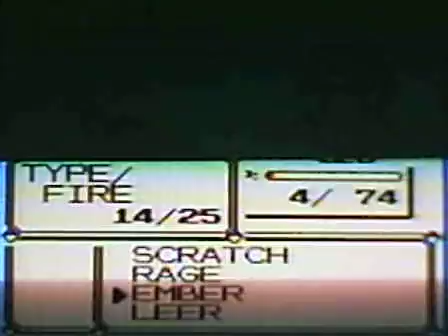 TYPE/
FIRE
14/25
4/ 74
SCRATCH
RAGE
▶EMBER
LEER